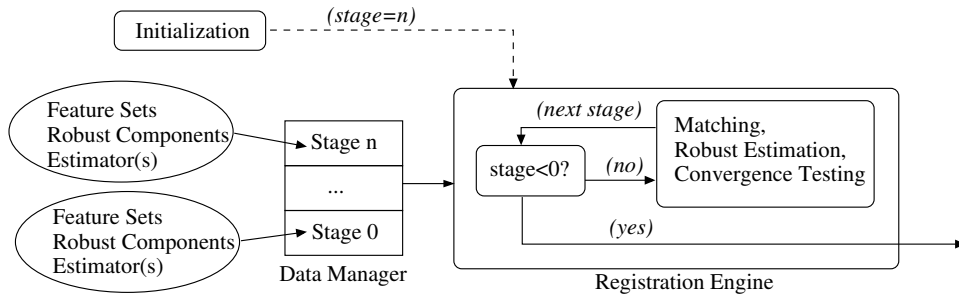 Initialization
(stage=n)
Feature Sets
Robust Components
Estimator(s)
Stage n
...
Stage 0
Data Manager
Feature Sets
Robust Components
Estimator(s)
(next stage)
stage<0?
(no)
(yes)
Matching,
Robust Estimation,
Convergence Testing
Registration Engine